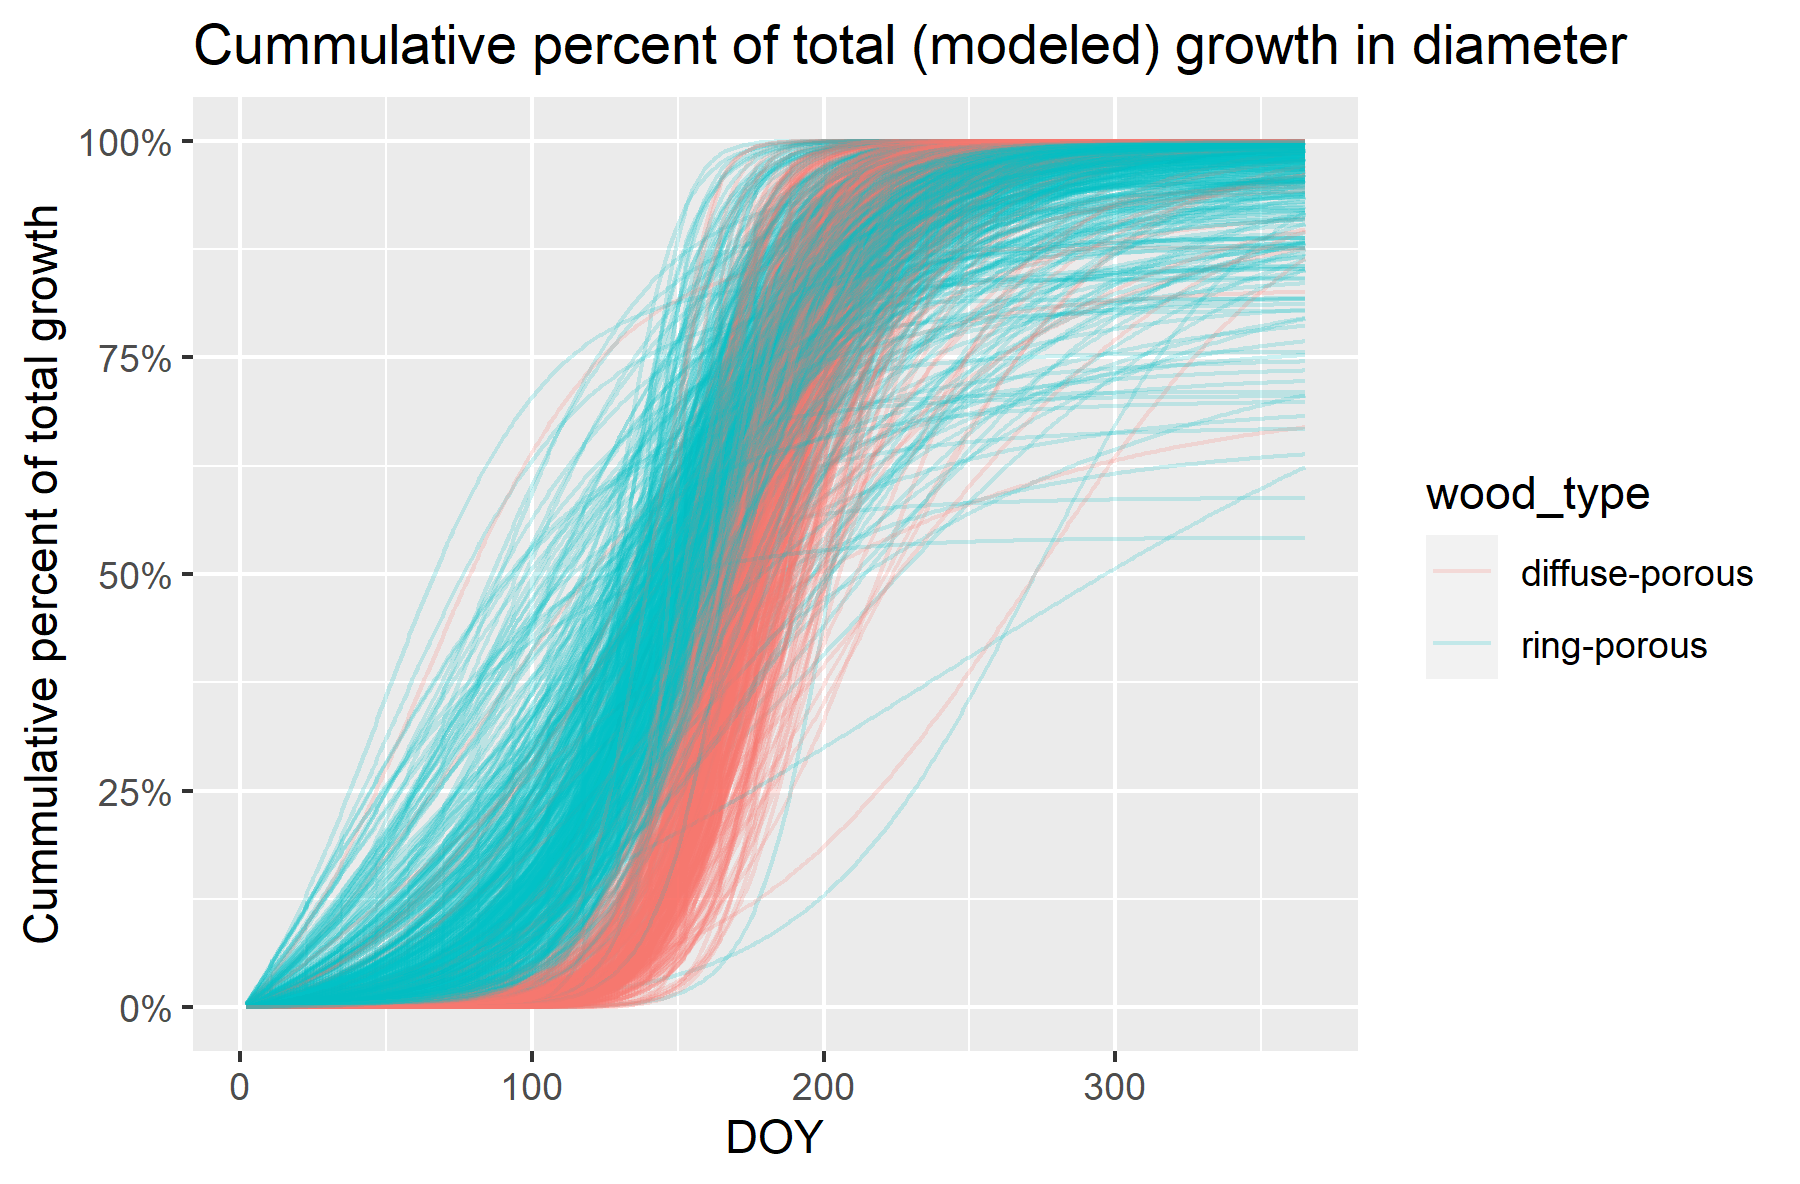 Cummulative percent of total (modeled) growth in diameter
Cummulative percent of total growth
100%
75%
50%
25%
0%
0
100
200
300
DOY
wood_type
diffuse-porous
ring-porous